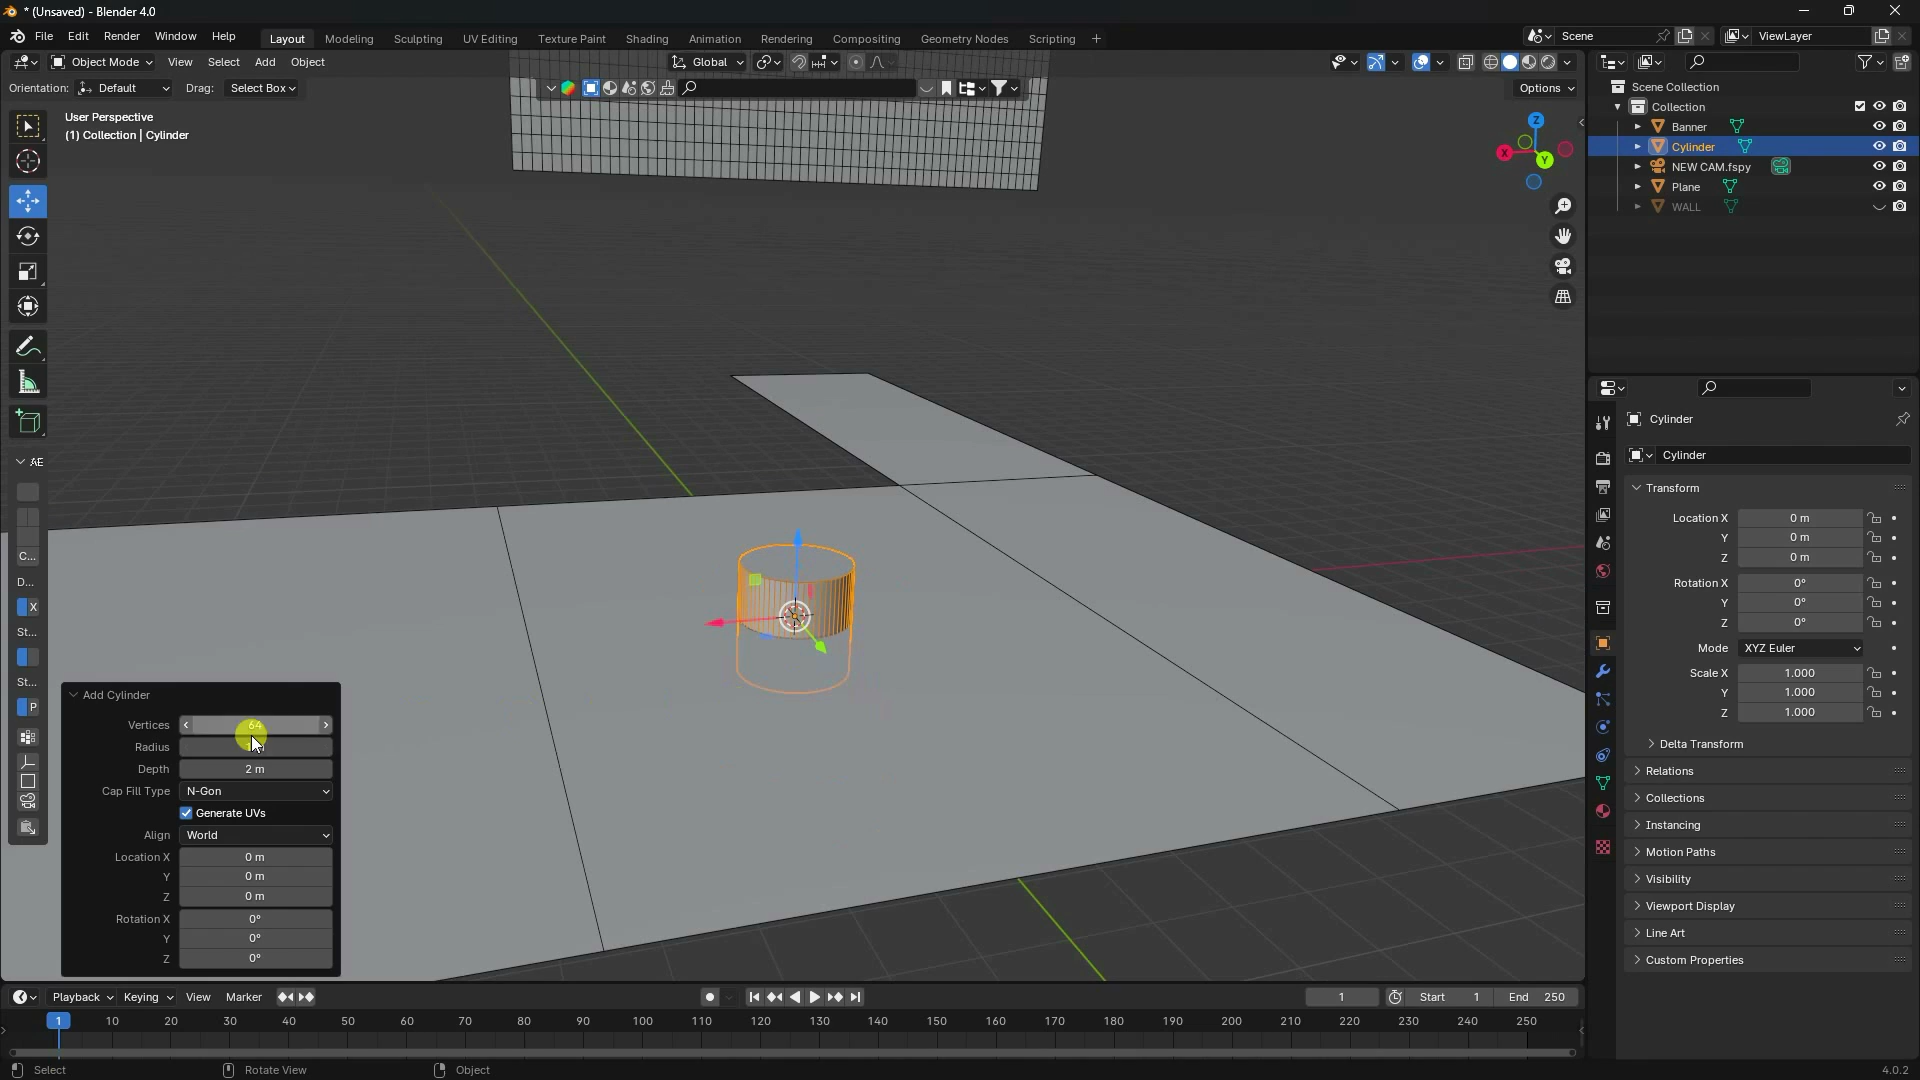 * (Unsaved) - Blender 4.0
File Edit Render Window Help
Layout Modeling Sculpting UV Editing Texture Paint Shading Animation Rendering Compositing Geometry Nodes Scripting +
Scene
ViewLayer
Object Mode View Select Add Object
Global
Orientation: Default Drag: Select Box
Options
User Perspective
(1) Collection | Cylinder
Z
X
Y
Scene Collection
Collection
Banner
Cylinder
NEW CAM.fspy
Plane
WALL
AE
C...
D...
X
St...
St...
P
Add Cylinder
Vertices 64
Radius
Depth 2 m
Cap Fill Type N-Gon
Generate UVs
Align World
Location X 0 m
Y 0 m
Z 0 m
Rotation X 0°
Y 0°
Z 0°
Cylinder
Cylinder
Transform
Location X 0 m
Y 0 m
Z 0 m
Rotation X 0°
Y 0°
Z 0°
Mode XYZ Euler
Scale X 1.000
Y 1.000
Z 1.000
Delta Transform
Relations
Collections
Instancing
Motion Paths
Visibility
Viewport Display
Line Art
Custom Properties
Playback Keying View Marker
1
Start 1
End 250
1 10 20 30 40 50 60 70 80 90 100 110 120 130 140 150 160 170 180 190 200 210 220 230 240 250
Select
Rotate View
Object
4.0.2